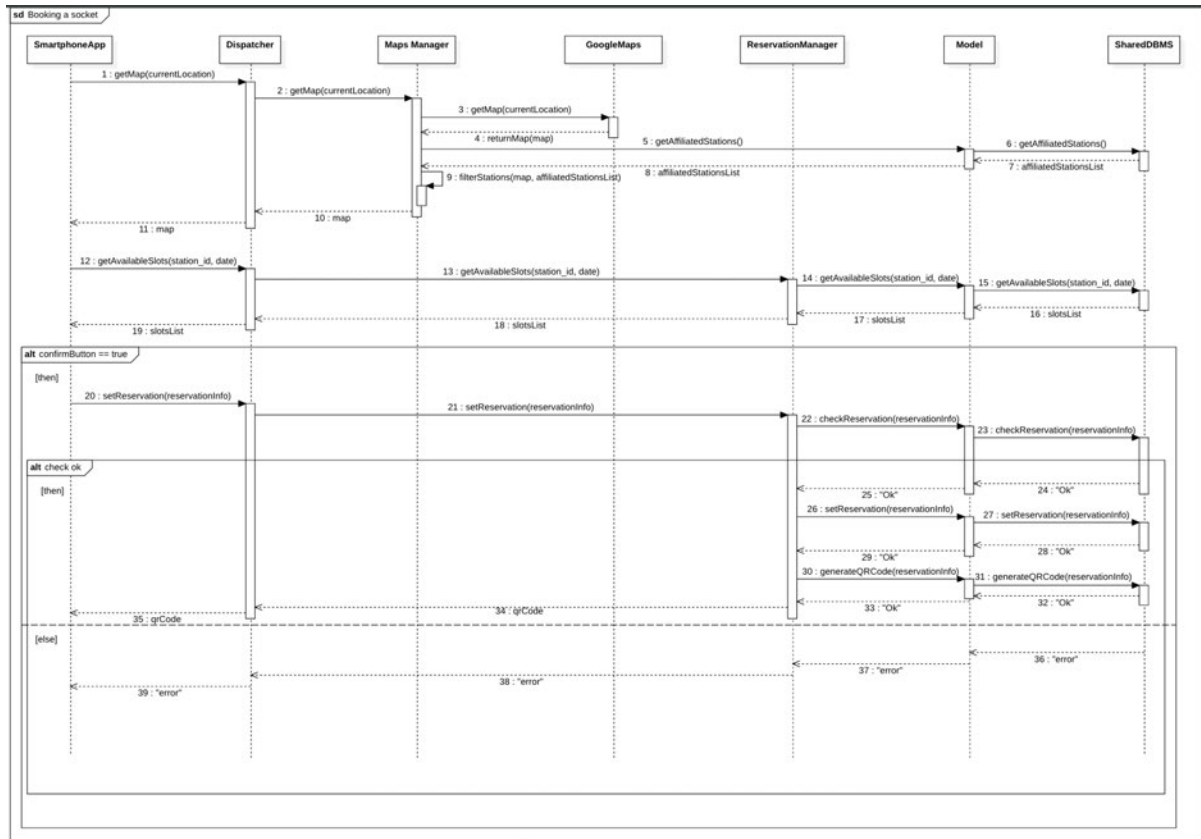 sd Booking a socket
SmartphoneApp
Dispatcher
Maps Manager
GoogleMaps
ReservationManager
Model
SharedDBMS
1 : getMap(currentLocation)
2 : getMap(currentLocation)
3 : getMap(currentLocation)
4 : returnMap(map)
5 : getAffiliatedStations()
6 : getAffiliatedStations()
7 : affiliatedStationsList
8 : affiliatedStationsList
9 : filterStations(map, affiliatedStationsList)
10 : map
11 : map
12 : getAvailableSlots(station_id, date)
13 : getAvailableSlots(station_id, date)
14 : getAvailableSlots(station_id, date)
15 : getAvailableSlots(station_id, date)
16 : slotsList
17 : slotsList
18 : slotsList
19 : slotsList
alt confirmButton == true
[then]
20 : setReservation(reservationInfo)
21 : setReservation(reservationInfo)
22 : checkReservation(reservationInfo)
23 : checkReservation(reservationInfo)
alt check ok
[then]
24 : "Ok"
25 : "Ok"
26 : setReservation(reservationInfo)
27 : setReservation(reservationInfo)
28 : "Ok"
29 : "Ok"
30 : generateQRCode(reservationInfo)
31 : generateQRCode(reservationInfo)
32 : "Ok"
33 : "Ok"
34 : qrCode
35 : qrCode
[else]
36 : "error"
37 : "error"
38 : "error"
39 : "error"